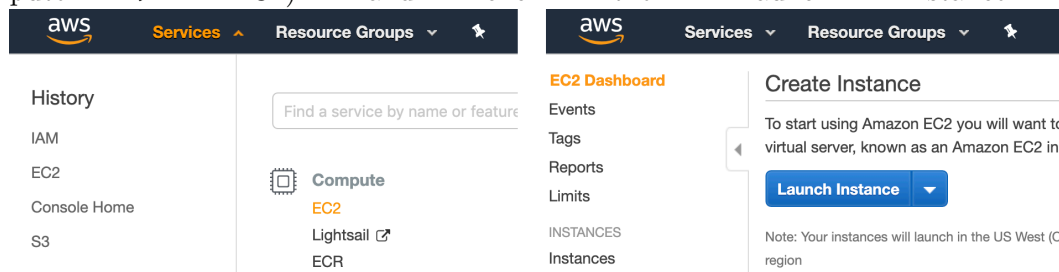 aws
Services
Resource Groups
History
IAM
EC2
Console Home
S3
Find a service by name or feature
Compute
EC2
Lightsail
ECR
aws
Services
Resource Groups
EC2 Dashboard
Events
Tags
Reports
Limits
INSTANCES
Instances
Create Instance
To start using Amazon EC2 you will want to
virtual server, known as an Amazon EC2 in
Launch Instance
Note: Your instances will launch in the US West (
region